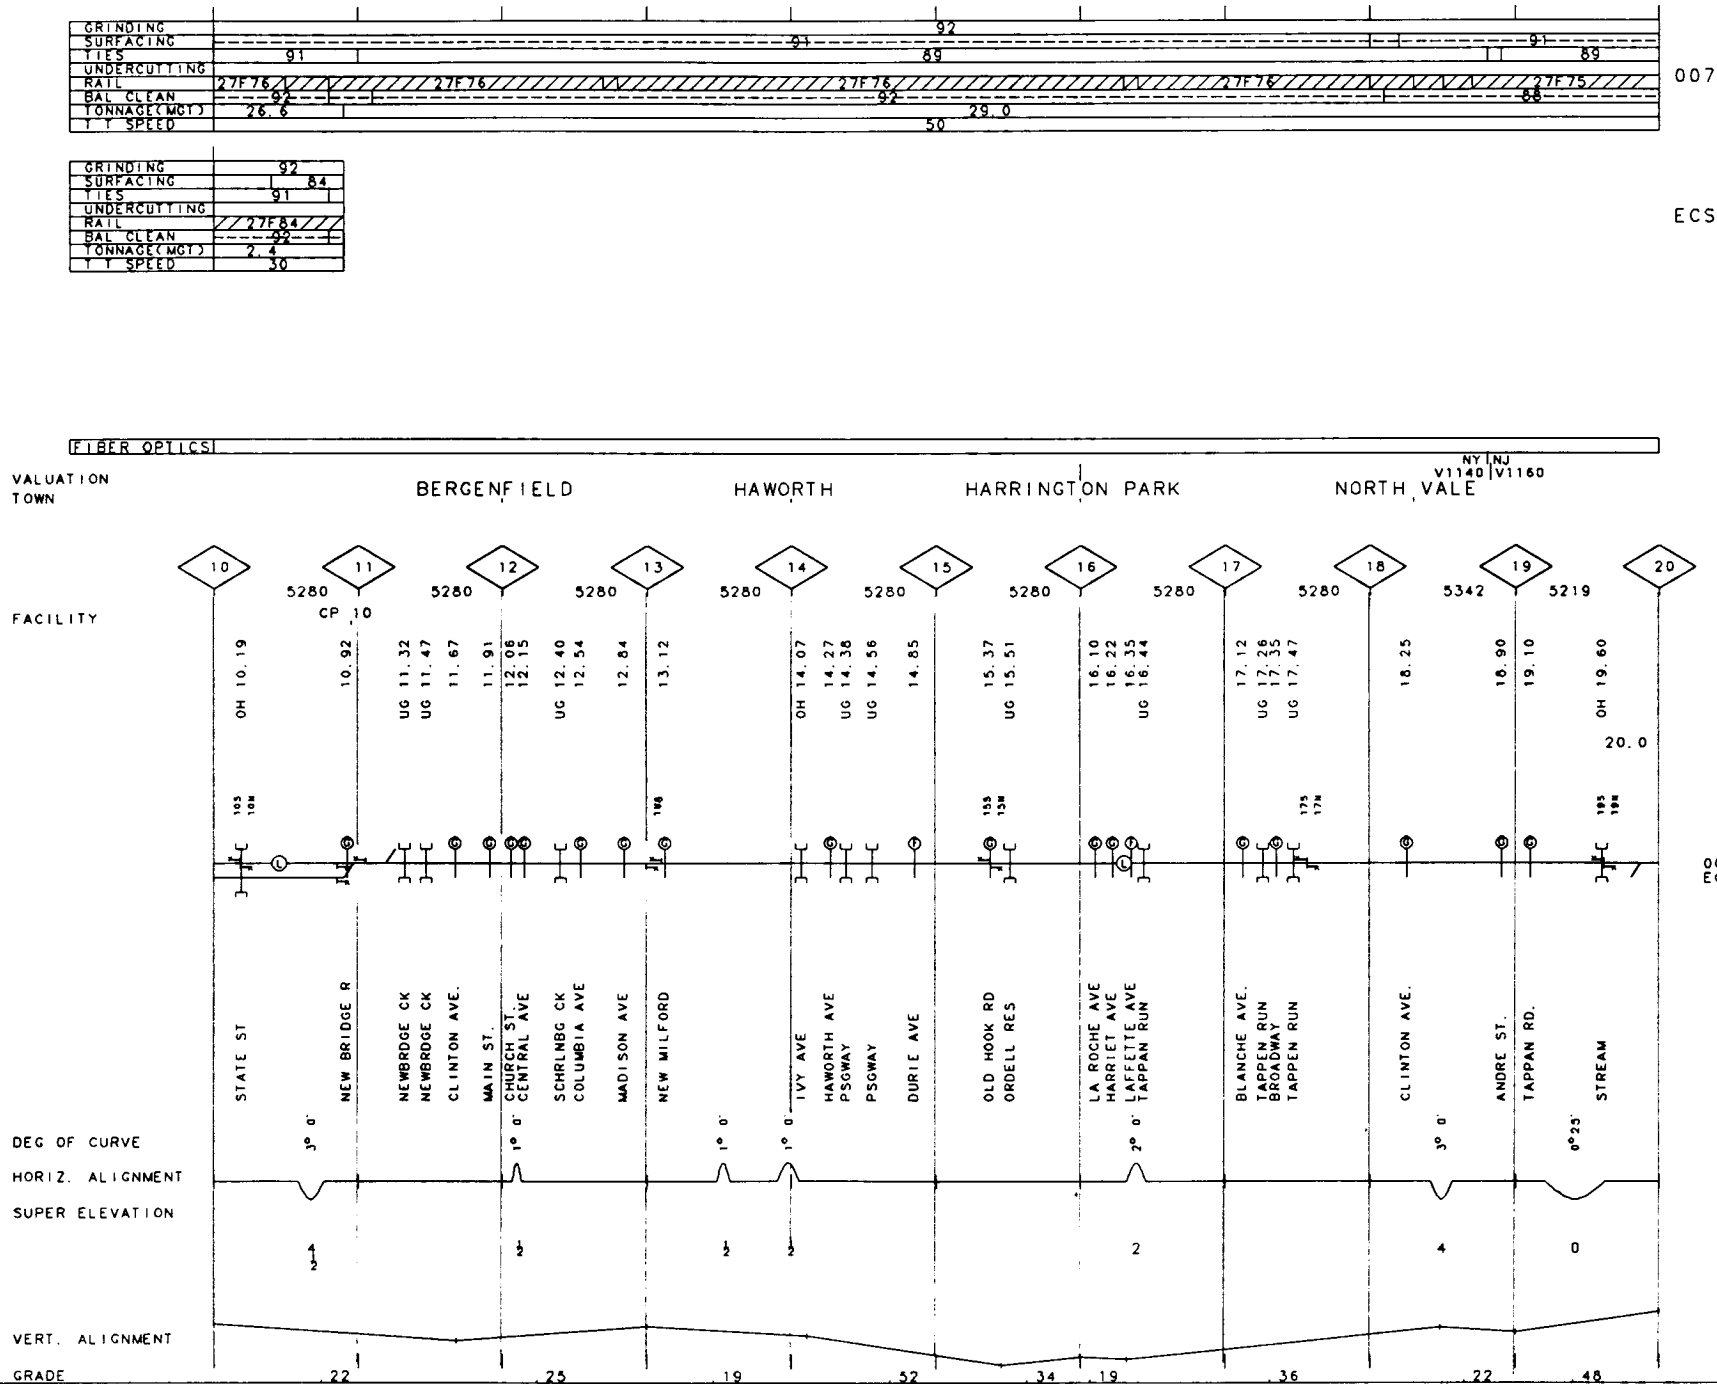 GRINDING 92
SURFACING 91 91
TIES 91 89 89
UNDERCUTTING
RAIL 27F76 27F76 27F76 27F76 27F75
BAL CLEAN 92 92 88
TONNAGE(MGT) 26.6 29.0
T T SPEED 50
007
GRINDING 92
SURFACING 84
TIES 91
UNDERCUTTING
RAIL 27F84
BAL CLEAN 92
TONNAGE(MGT) 2.4
T T SPEED 30
ECS
FIBER OPTICS
NY NJ
VALUATION V1140 V1160
TOWN BERGENFIELD HAWORTH HARRINGTON PARK NORTH VALE
10 11 12 13 14 15 16 17 18 19 20
5280 5280 5280 5280 5280 5280 5280 5280 5342 5219
CP 10
FACILITY
OH 10.19 10.92 UG 11.32 UG 11.47 11.67 11.91 12.06 12.15 UG 12.40 12.54 12.84 13.12 OH 14.07 14.27 UG 14.38 UG 14.56 14.85 15.37 UG 15.51 16.10 16.22 16.35 UG 16.44 17.12 UG 17.26 17.35 UG 17.47 18.25 18.90 19.10 OH 19.60
20.0
10S 10N 15S 15N 17S 17N 19S 19N
G G G G G G G G G F G G G F G G G G G
L L
STATE ST NEW BRIDGE R NEWBRDGE CK NEWBRDGE CK CLINTON AVE. MAIN ST. CHURCH ST. CENTRAL AVE SCHRLNBG CK COLUMBIA AVE MADISON AVE NEW MILFORD IVY AVE HAWORTH AVE PSGWAY PSGWAY DURIE AVE OLD HOOK RD ORDELL RES LA ROCHE AVE HARRIET AVE LAFFETTE AVE TAPPAN RUN BLANCHE AVE. TAPPEN RUN BROADWAY TAPPEN RUN CLINTON AVE. ANDRE ST. TAPPAN RD. STREAM
DEG OF CURVE 3° 0' 1° 0' 1° 0' 1° 0' 2° 0' 3° 0' 0°25'
HORIZ. ALIGNMENT
SUPER ELEVATION
4 1/2 1/2 1/2 1/2 2 4 0
VERT. ALIGNMENT
GRADE .22 .25 .19 .52 .34 .19 .36 .22 .48